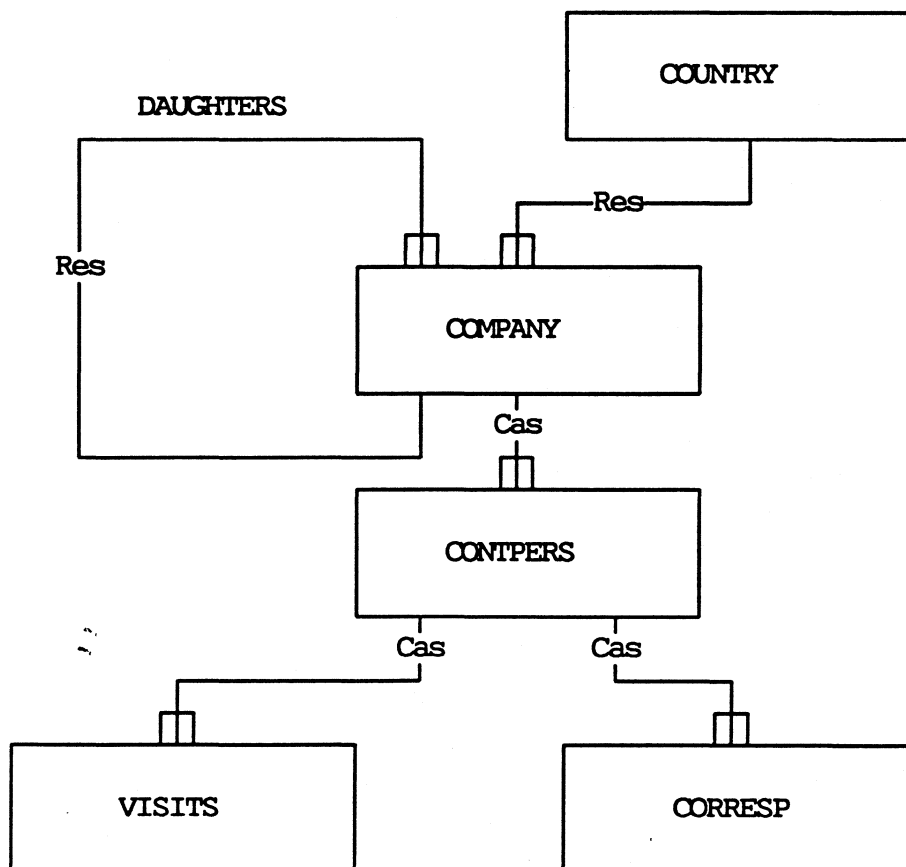 COUNTRY
DAUGHTERS
Res
Res
COMPANY
Cas
CONTPERS
Cas Cas
VISITS CORRESP